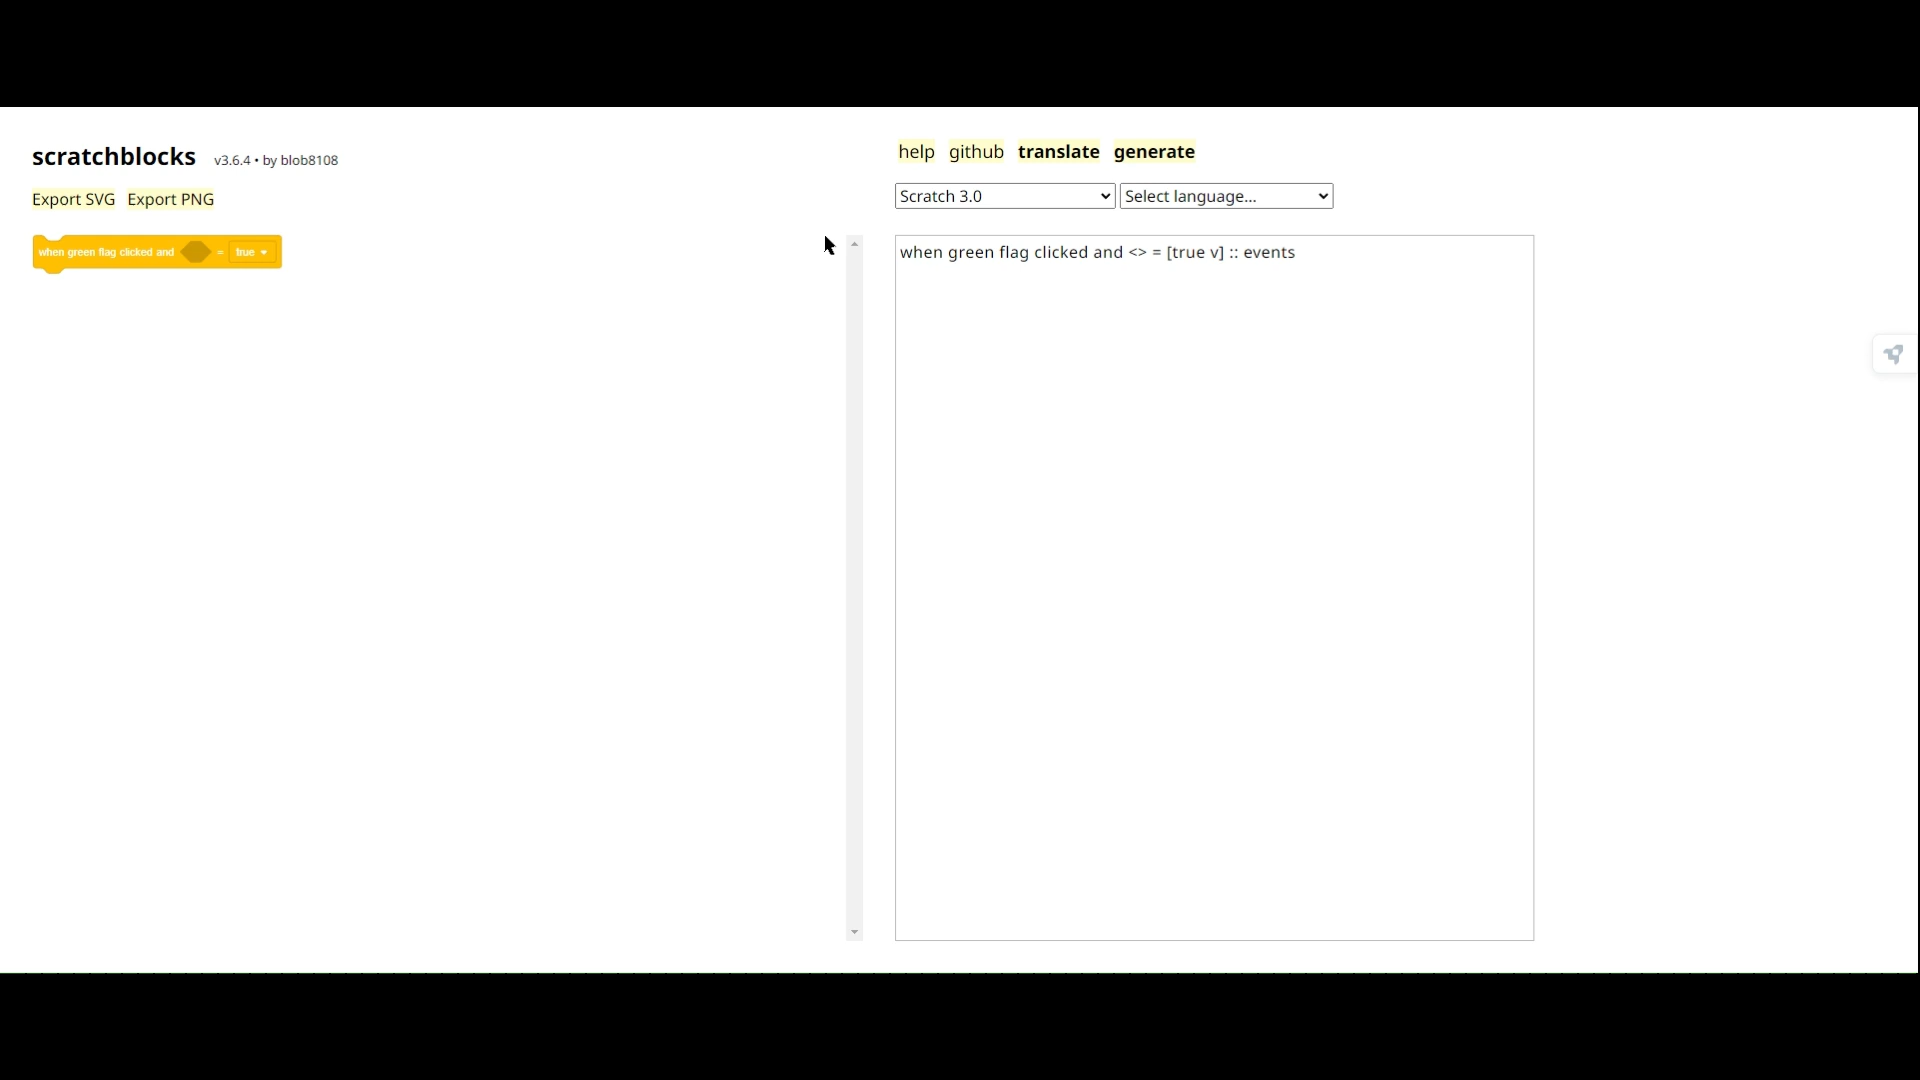 scratchblocks v3.6.4 • by blob8108
help github translate generate
Export SVG Export PNG
Scratch 3.0 Select language...
when green flag clicked and = true
when green flag clicked and <> = [true v] :: events